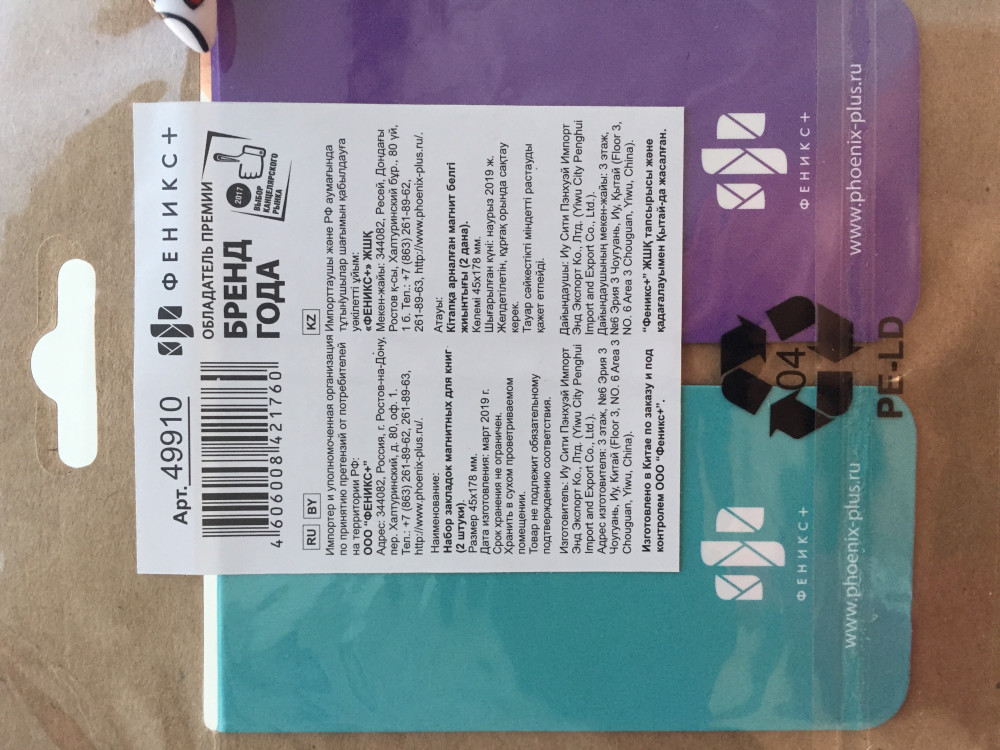 Арт. 49910
ФЕНИКС+
4 606008 421760
ОБЛАДАТЕЛЬ ПРЕМИИ
БРЕНД
ГОДА
2017
ВЫБОР
КАНЦЕЛЯРСКОГО
РЫНКА
RU BY
Импортер и уполномоченная организация
по принятию претензий от потребителей
на территории РФ:
ООО "ФЕНИКС+"
Адрес: 344082, Россия, г. Ростов-на-Дону,
пер. Халтуринский, д. 80, оф. 1.
Тел.: +7 (863) 261-89-62, 261-89-63,
http://www.phoenix-plus.ru/.
Наименование:
Набор закладок магнитных для книг
(2 штуки).
Размер 45х178 мм.
Дата изготовления: март 2019 г.
Срок хранения не ограничен.
Хранить в сухом проветриваемом
помещении.
Товар не подлежит обязательному
подтверждению соответствия.
Изготовитель: Иу Сити Пэнхуэй Импорт
Энд Экспорт Ко., Лтд. (Yiwu City Penghui
Import and Export Co., Ltd.).
Адрес изготовителя: 3 этаж, №6 Эрия 3
Чоугуань, Иу, Китай (Floor 3, NO. 6 Area 3
Chouguan, Yiwu, China).
Изготовлено в Китае по заказу и под
контролем ООО "Феникс+".
KZ
Импорттаушы және РФ аумағында
тұтынушылар шағымын қабылдауға
уәкілетті ұйым:
«ФЕНИКС+» ЖШҚ
Мекен-жайы: 344082, Ресей, Дондағы
Ростов қ-сы, Халтуринский бур., 80 үй,
1 б. Тел.: +7 (863) 261-89-62,
261-89-63, http://www.phoenix-plus.ru/.
Атауы:
Кітапқа арналған магнит белгі
жиынтығы (2 дана).
Көлемі 45х178 мм.
Шығарылған күні: наурыз 2019 ж.
Желдетілетін, құрғақ орында сақтау
керек.
Тауар сәйкестікті міндетті растауды
қажет етпейді.
Дайындаушы: Иу Сити Пэнхуэй Импорт
Энд Экспорт Ко., Лтд. (Yiwu City Penghui
Import and Export Co., Ltd.).
Дайындаушының мекен-жайы: 3 этаж,
№6 Эрия 3 Чоугуань, Иу, Қытай (Floor 3,
NO. 6 Area 3 Chouguan, Yiwu, China).
"Феникс+" ЖШҚ тапсырысы және
қадағалауымен Қытай-да жасалған.
ФЕНИКС+
www.phoenix-plus.ru
ФЕНИКС+
www.phoenix-plus.ru
04
PE-LD